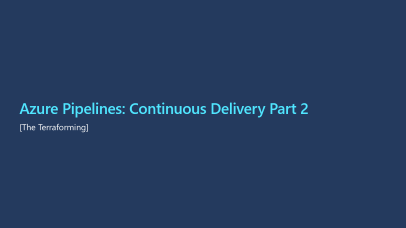 Azure Pipelines: Continuous Delivery Part 2
[The Terraforming]